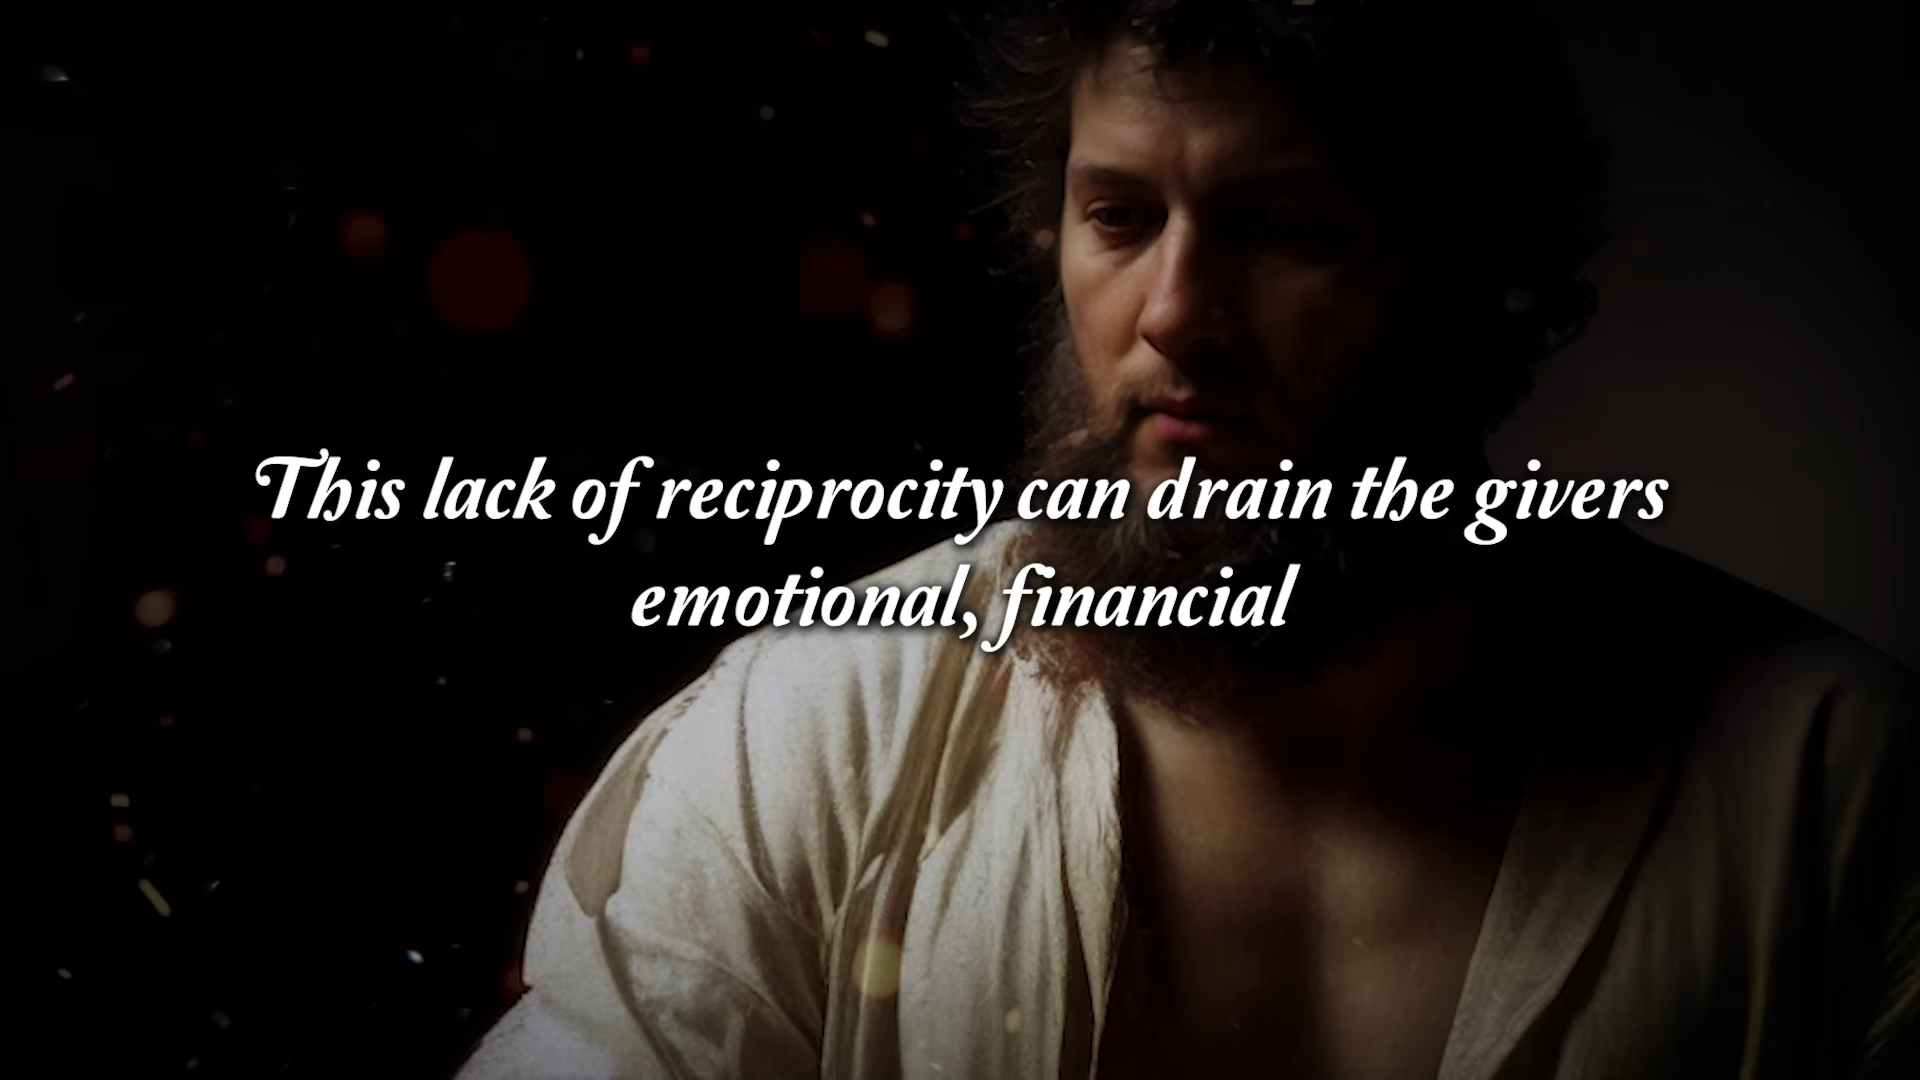 This lack of reciprocity can drain the givers
emotional, financial